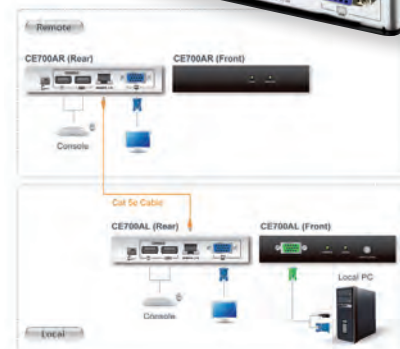 Remote
CE700AR (Rear)
CE700AR (Front)
Console
Cat 5e Cable
CE700AL (Rear)
CE700AL (Front)
Local PC
Console
Local